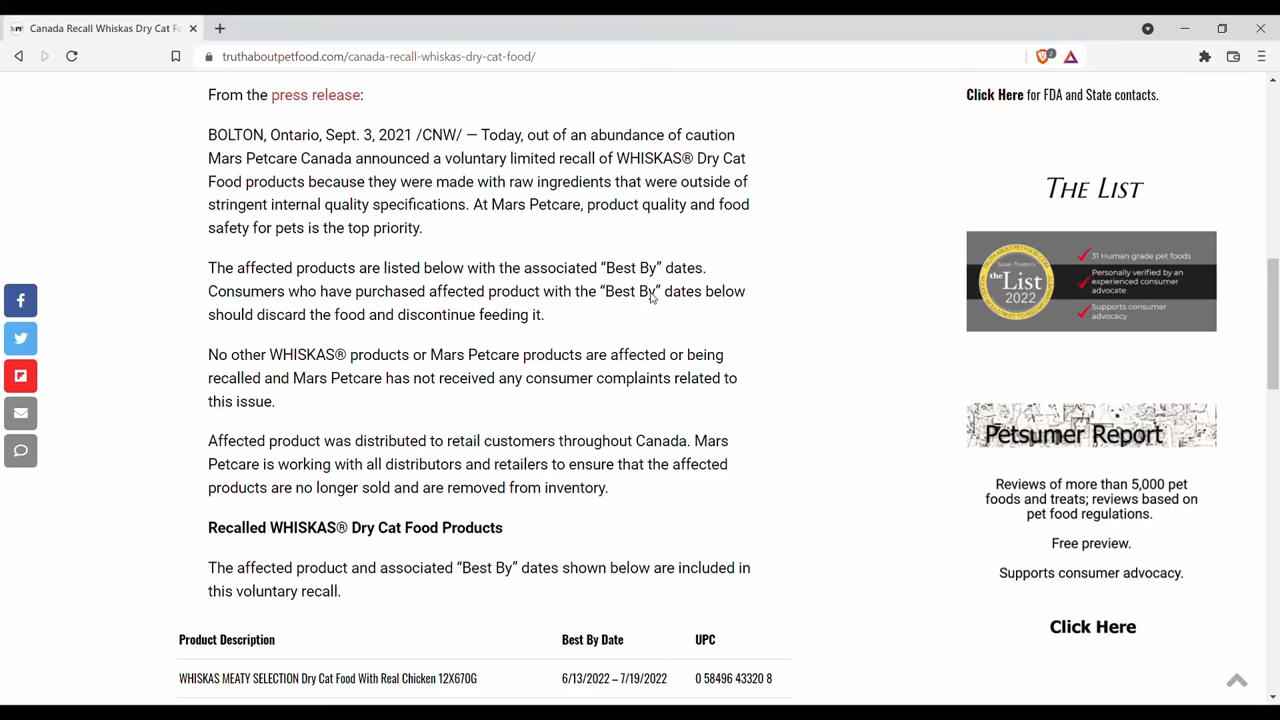 Canada Recall Whiskas Dry Cat Fo
truthaboutpetfood.com/canada-recall-whiskas-dry-cat-food/
2
From the press release:
BOLTON, Ontario, Sept. 3, 2021 /CNW/ — Today, out of an abundance of caution
Mars Petcare Canada announced a voluntary limited recall of WHISKAS® Dry Cat
Food products because they were made with raw ingredients that were outside of
stringent internal quality specifications. At Mars Petcare, product quality and food
safety for pets is the top priority.
The affected products are listed below with the associated “Best By” dates.
Consumers who have purchased affected product with the “Best By” dates below
should discard the food and discontinue feeding it.
No other WHISKAS® products or Mars Petcare products are affected or being
recalled and Mars Petcare has not received any consumer complaints related to
this issue.
Affected product was distributed to retail customers throughout Canada. Mars
Petcare is working with all distributors and retailers to ensure that the affected
products are no longer sold and are removed from inventory.
Recalled WHISKAS® Dry Cat Food Products
The affected product and associated “Best By” dates shown below are included in
this voluntary recall.
Product Description Best By Date UPC
WHISKAS MEATY SELECTION Dry Cat Food With Real Chicken 12X670G 6/13/2022 – 7/19/2022 0 58496 43320 8
Click Here for FDA and State contacts.
THE LIST
Susan Thixton's
the List
2022
31 Human grade pet foods
Personally verified by an
experienced consumer
advocate
Supports consumer
advocacy
Petsumer Report
Reviews of more than 5,000 pet
foods and treats; reviews based on
pet food regulations.
Free preview.
Supports consumer advocacy.
Click Here